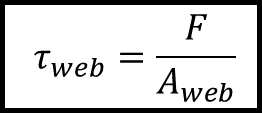 τ_web = F / A_web